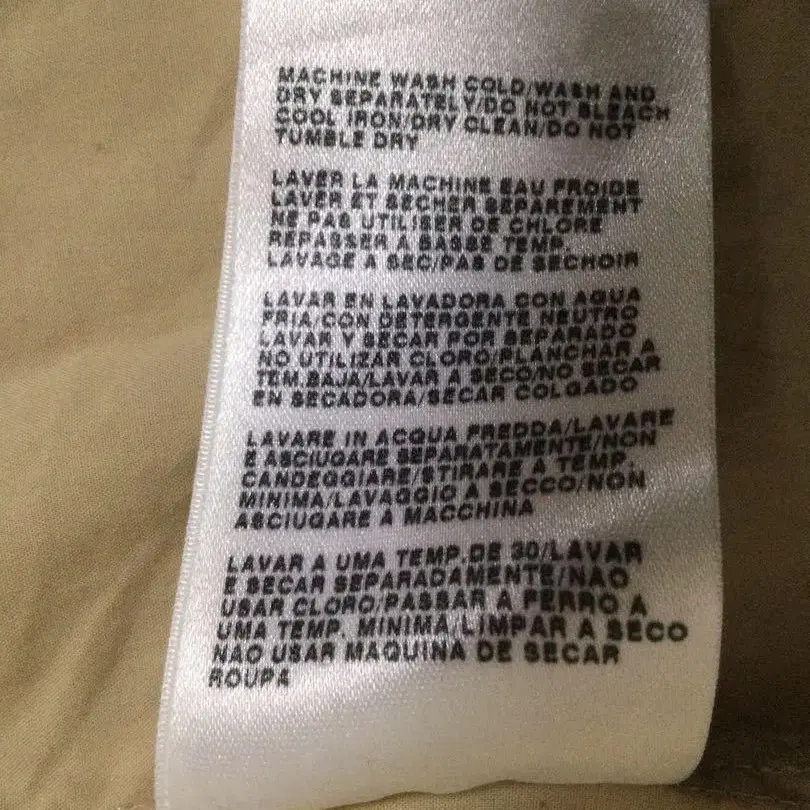 MACHINE WASH COLD/WASH AND
DRY SEPARATELY/DO NOT BLEACH
COOL IRON/DRY CLEAN/DO NOT
TUMBLE DRY
LAVER LA MACHINE EAU FROIDE
LAVER ET SECHER SEPAREMENT
NE PAS UTILISER DE CHLORE
REPASSER A BASSE TEMP.
LAVAGE A SEC/PAS DE SECHOIR
LAVAR EN LAVADORA CON AGUA
FRIA/CON DETERGENTE NEUTRO
LAVAR Y SECAR POR SEPARADO
NO UTILIZAR CLORO/PLANCHAR A
TEM.BAJA/LAVAR A SECO/NO SECAR
EN SECADORA/SECAR COLGADO
LAVARE IN ACQUA FREDDA/LAVARE
E ASCIUGARE SEPARATAMENTE/NON
CANDEGGIARE/STIRARE A TEMP.
MINIMA/LAVAGGIO A SECCO/NON
ASCIUGARE A MACCHINA
LAVAR A UMA TEMP.DE 30/LAVAR
E SECAR SEPARADAMENTE/NAO
USAR CLORO/PASSAR A FERRO A
UMA TEMP. MINIMA/LIMPAR A SECO
NAO USAR MAQUINA DE SECAR
ROUPA